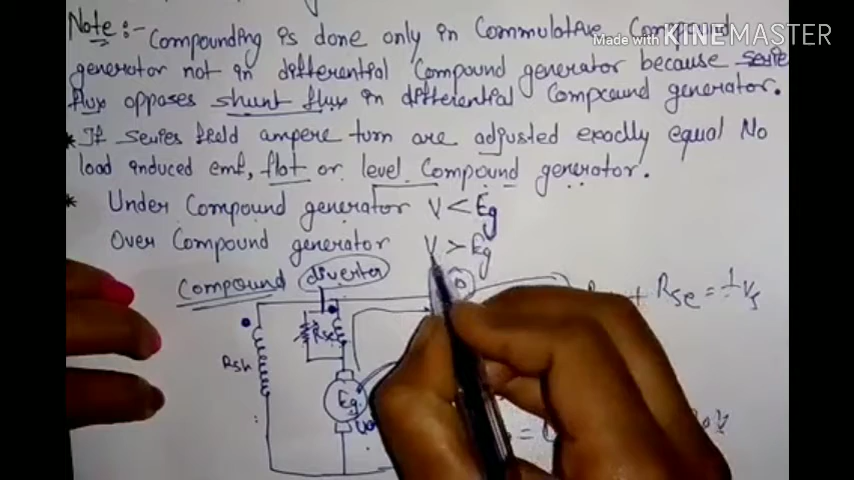 Note:- Compounding is done only in Commulative Compound
Made with KINEMASTER
generator not in differential Compound generator because series
flux opposes shunt flux in differential Compound generator.
* If series field ampere turn are adjusted exactly equal No
load induced emf, flat or level Compound generator.
* Under Compound generator V < Eg
Over Compound generator V > Eg
Compound diverter
+ Rse =
Rsh
Rse
Eg